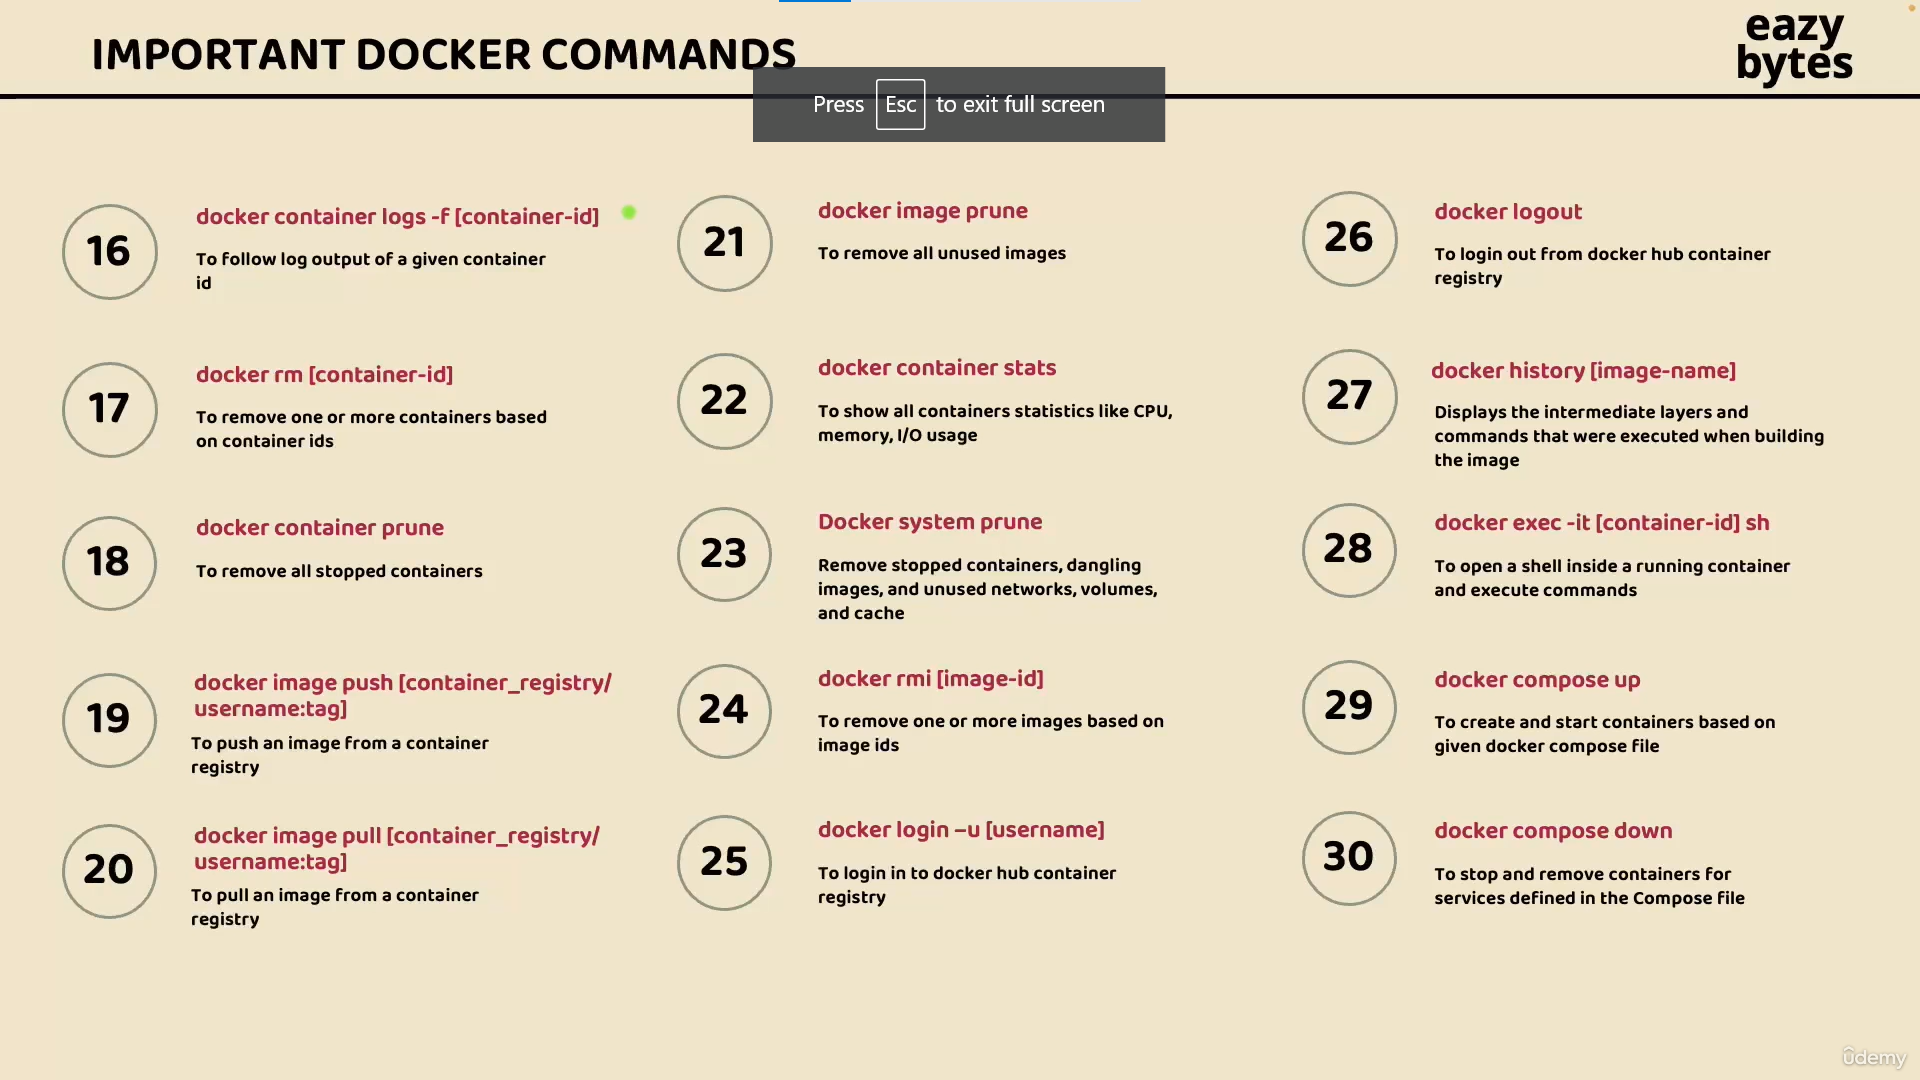 IMPORTANT DOCKER COMMANDS
eazy
bytes
Press Esc to exit full screen
16
docker container logs -f [container-id]
To follow log output of a given container
id
17
docker rm [container-id]
To remove one or more containers based
on container ids
18
docker container prune
To remove all stopped containers
19
docker image push [container_registry/
username:tag]
To push an image from a container
registry
20
docker image pull [container_registry/
username:tag]
To pull an image from a container
registry
21
docker image prune
To remove all unused images
22
docker container stats
To show all containers statistics like CPU,
memory, I/O usage
23
Docker system prune
Remove stopped containers, dangling
images, and unused networks, volumes,
and cache
24
docker rmi [image-id]
To remove one or more images based on
image ids
25
docker login –u [username]
To login in to docker hub container
registry
26
docker logout
To login out from docker hub container
registry
27
docker history [image-name]
Displays the intermediate layers and
commands that were executed when building
the image
28
docker exec -it [container-id] sh
To open a shell inside a running container
and execute commands
29
docker compose up
To create and start containers based on
given docker compose file
30
docker compose down
To stop and remove containers for
services defined in the Compose file
ûdemy